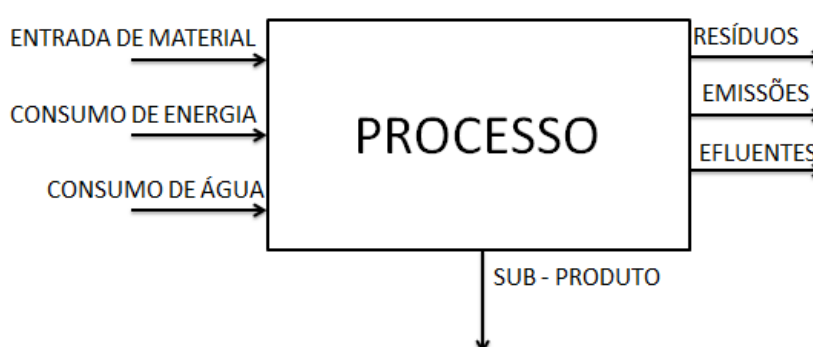 ENTRADA DE MATERIAL
CONSUMO DE ENERGIA
CONSUMO DE ÁGUA
PROCESSO
RESÍDUOS
EMISSÕES
EFLUENTES
SUB - PRODUTO